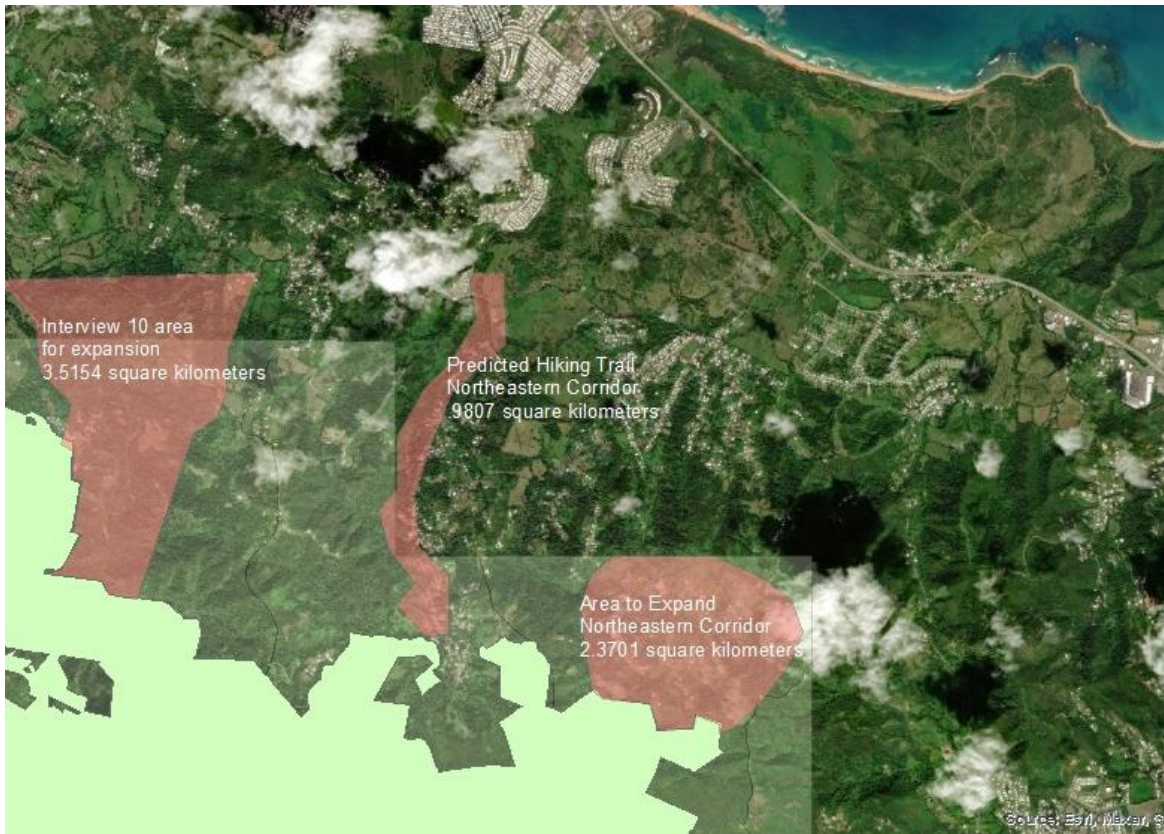 Interview 10 area
for expansion
3.5154 square kilometers
Predicted Hiking Trail
Northeastern Corridor
.9807 square kilometers
Area to Expand
Northeastern Corridor
2.3701 square kilometers
Source: Esri, Maxar, G